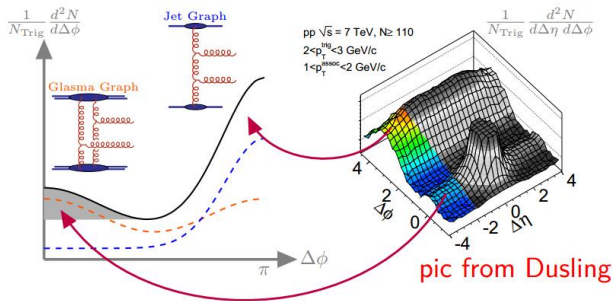 1/N_Trig d²N/dΔϕ
Jet Graph
Glasma Graph
π
Δϕ
1/N_Trig d²N/dΔη dΔϕ
pp √s = 7 TeV, N≥ 110
2<p_T^trig<3 GeV/c
1<p_T^assoc<2 GeV/c
4
2
0
Δϕ
-4
-2
0
2
4
Δη
pic from Dusling